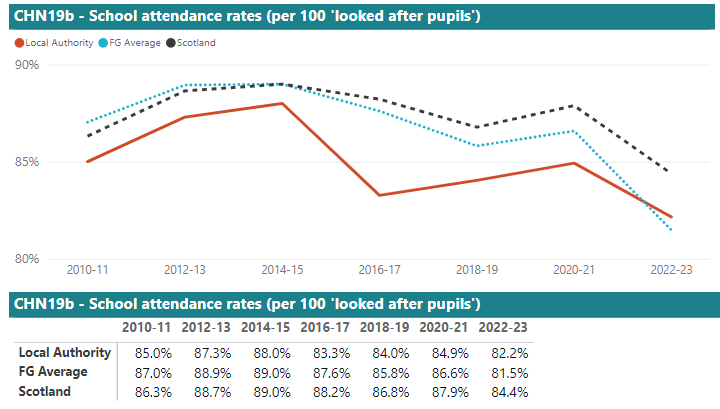 CHN19b - School attendance rates (per 100 'looked after pupils')
Local Authority FG Average Scotland
90%
85%
80%
2010-11 2012-13 2014-15 2016-17 2018-19 2020-21 2022-23
CHN19b - School attendance rates (per 100 'looked after pupils')
2010-11 2012-13 2014-15 2016-17 2018-19 2020-21 2022-23
Local Authority 85.0% 87.3% 88.0% 83.3% 84.0% 84.9% 82.2%
FG Average 87.0% 88.9% 89.0% 87.6% 85.8% 86.6% 81.5%
Scotland 86.3% 88.7% 89.0% 88.2% 86.8% 87.9% 84.4%